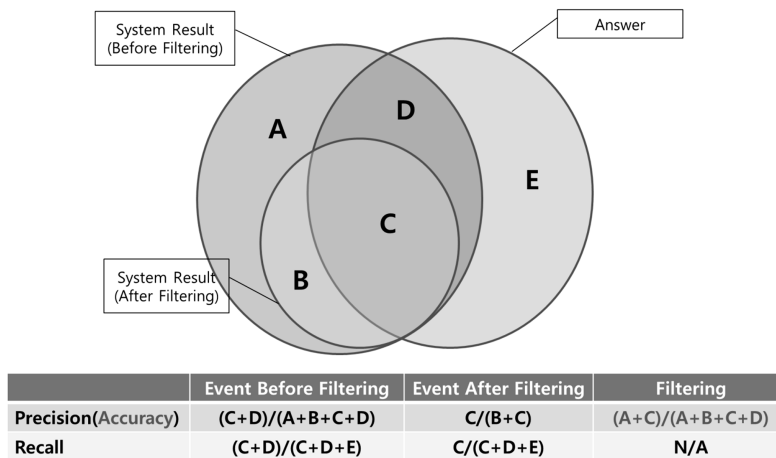 System Result
(Before Filtering)
Answer
A
D
E
C
B
System Result
(After Filtering)
Event Before Filtering Event After Filtering Filtering
Precision(Accuracy) (C+D)/(A+B+C+D) C/(B+C) (A+C)/(A+B+C+D)
Recall (C+D)/(C+D+E) C/(C+D+E) N/A